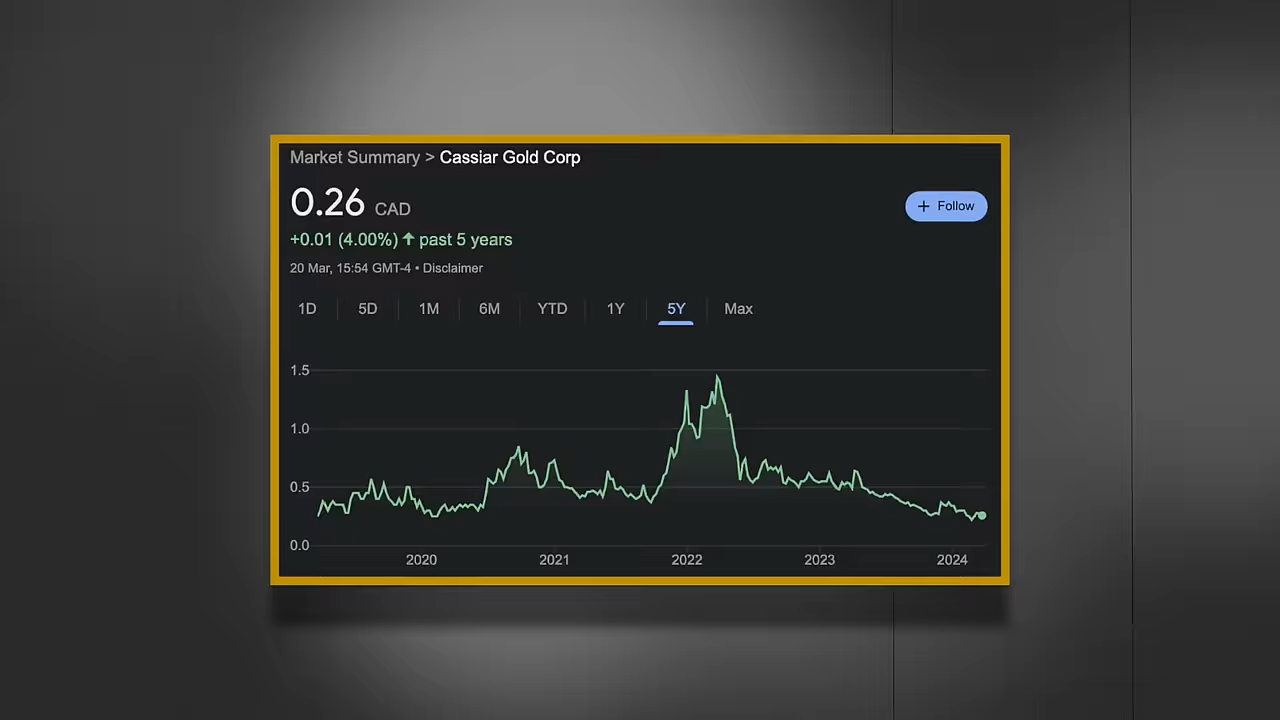 Market Summary > Cassiar Gold Corp
0.26 CAD
+ Follow
+0.01 (4.00%) ↑ past 5 years
20 Mar, 15:54 GMT-4 • Disclaimer
1D 5D 1M 6M YTD 1Y 5Y Max
1.5
1.0
0.5
0.0
2020 2021 2022 2023 2024